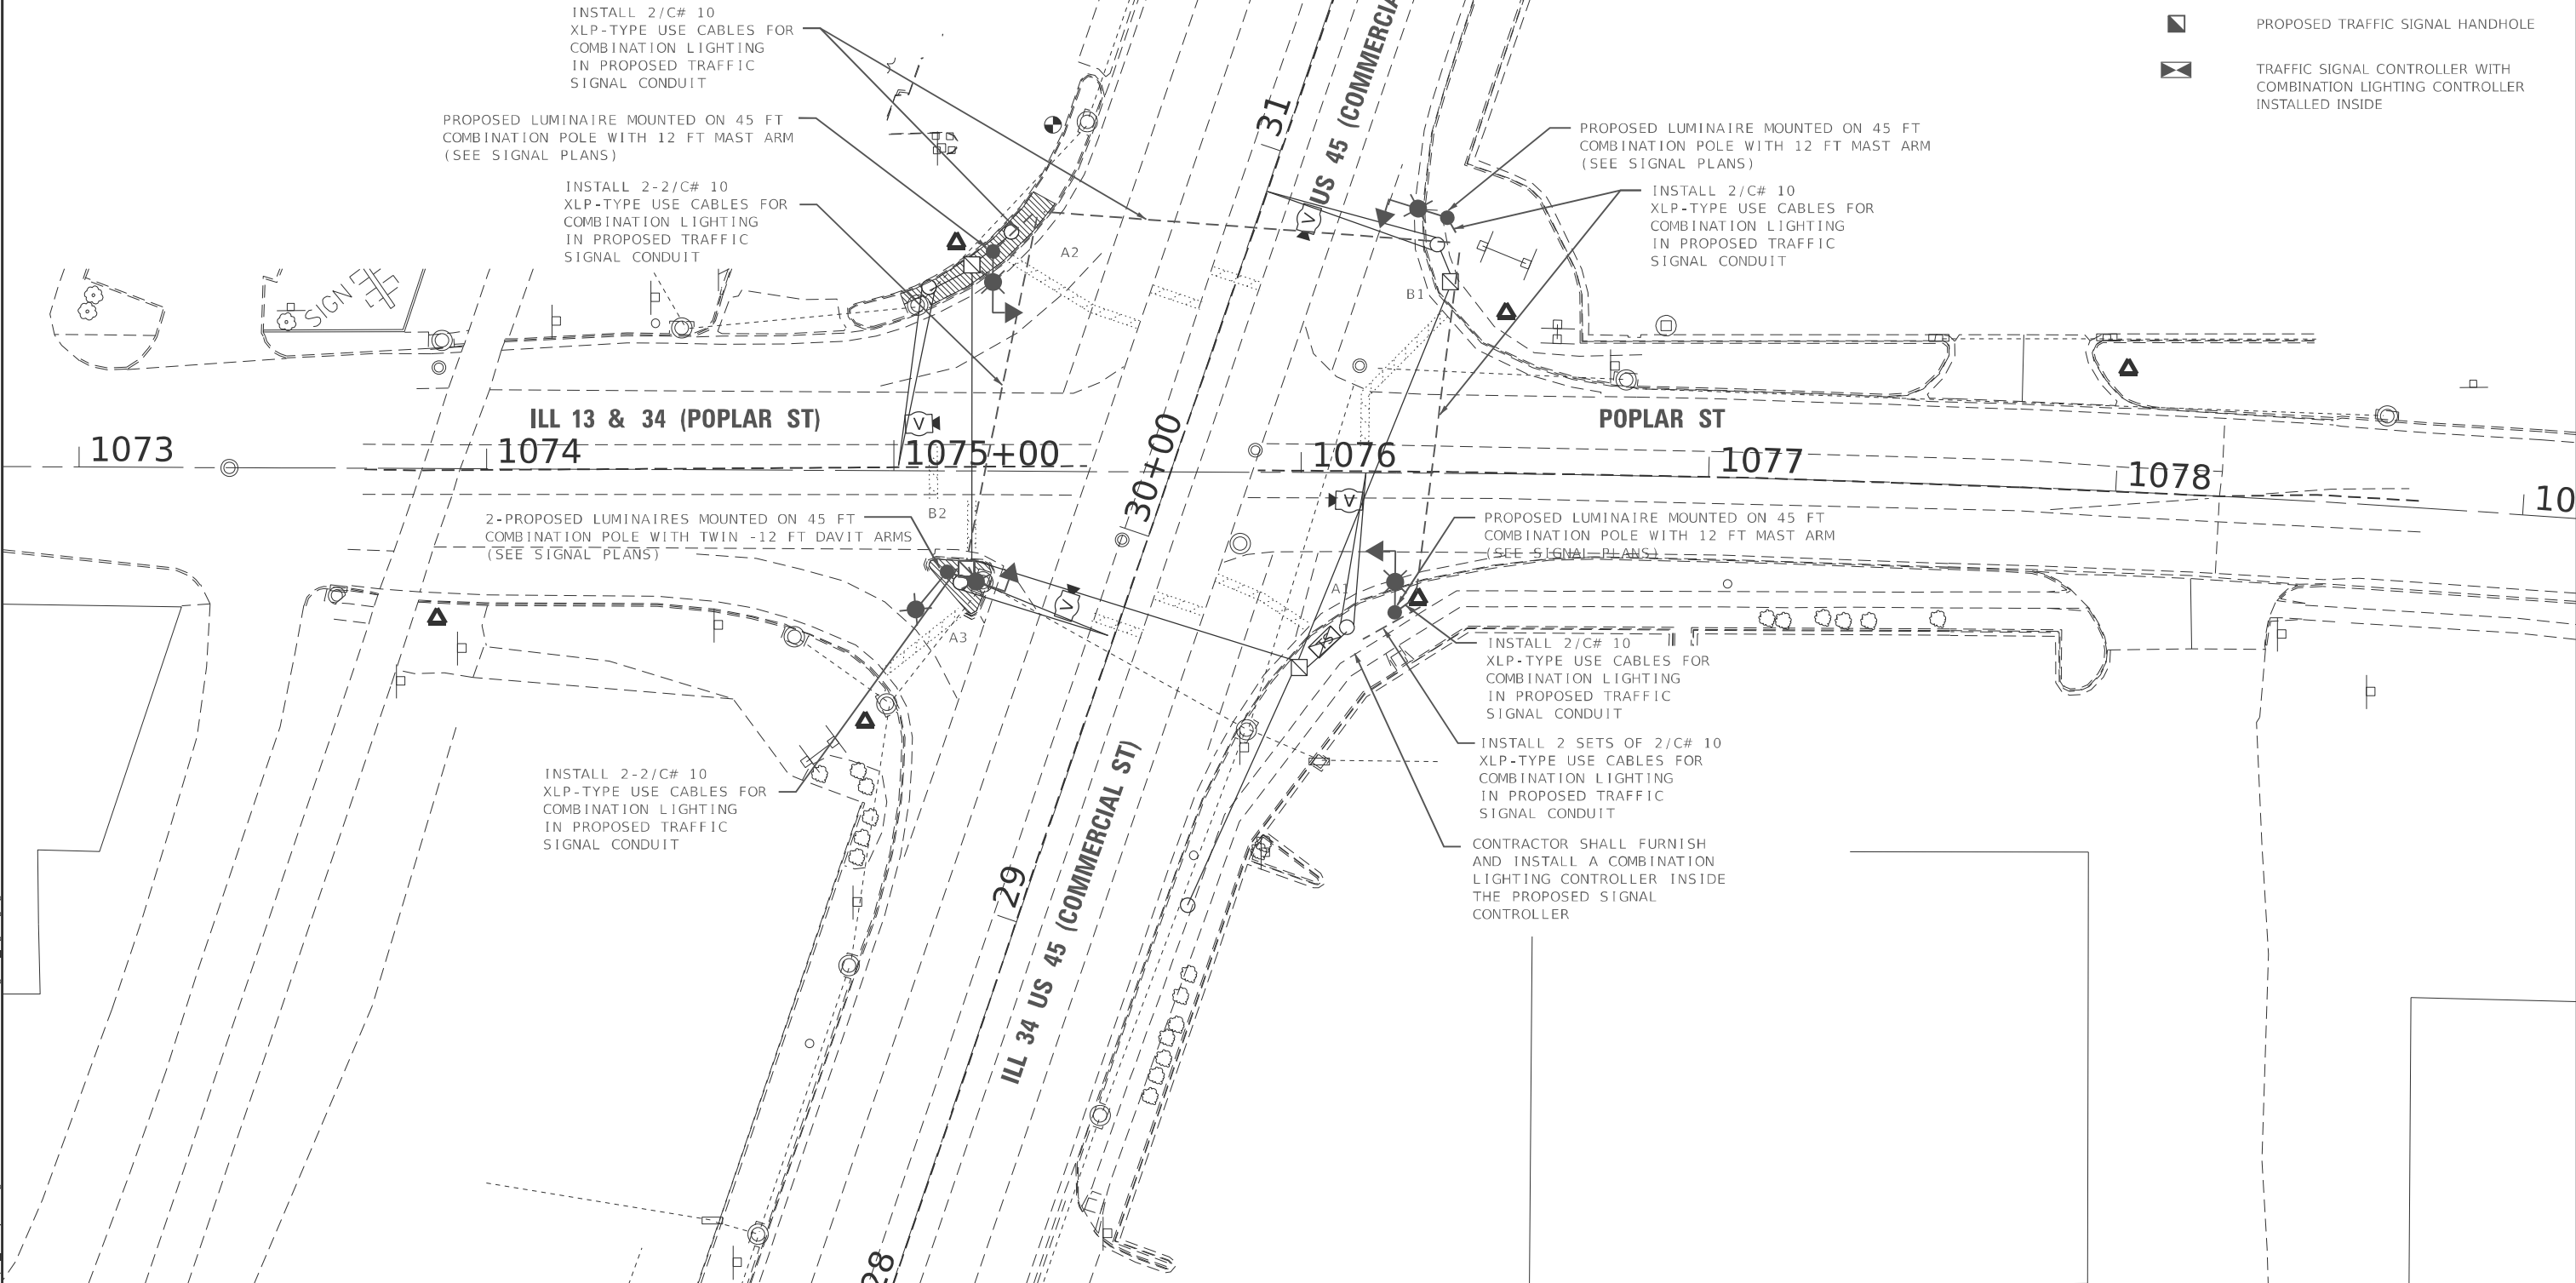 INSTALL 2/C# 10
XLP-TYPE USE CABLES FOR
COMBINATION LIGHTING
IN PROPOSED TRAFFIC
SIGNAL CONDUIT
PROPOSED LUMINAIRE MOUNTED ON 45 FT
COMBINATION POLE WITH 12 FT MAST ARM
(SEE SIGNAL PLANS)
INSTALL 2-2/C# 10
XLP-TYPE USE CABLES FOR
COMBINATION LIGHTING
IN PROPOSED TRAFFIC
SIGNAL CONDUIT
PROPOSED TRAFFIC SIGNAL HANDHOLE
TRAFFIC SIGNAL CONTROLLER WITH
COMBINATION LIGHTING CONTROLLER
INSTALLED INSIDE
PROPOSED LUMINAIRE MOUNTED ON 45 FT
COMBINATION POLE WITH 12 FT MAST ARM
(SEE SIGNAL PLANS)
INSTALL 2/C# 10
XLP-TYPE USE CABLES FOR
COMBINATION LIGHTING
IN PROPOSED TRAFFIC
SIGNAL CONDUIT
US 45 (COMMERCIA
31
V
A2
B1
SIGN
ILL 13 & 34 (POPLAR ST)
V
POPLAR ST
1073
1074
1075+00
1076
1077
1078
10
30+00
V
B2
2-PROPOSED LUMINAIRES MOUNTED ON 45 FT
COMBINATION POLE WITH TWIN -12 FT DAVIT ARMS
(SEE SIGNAL PLANS)
PROPOSED LUMINAIRE MOUNTED ON 45 FT
COMBINATION POLE WITH 12 FT MAST ARM
(SEE SIGNAL PLANS)
V
A1
A3
INSTALL 2/C# 10
XLP-TYPE USE CABLES FOR
COMBINATION LIGHTING
IN PROPOSED TRAFFIC
SIGNAL CONDUIT
INSTALL 2 SETS OF 2/C# 10
XLP-TYPE USE CABLES FOR
COMBINATION LIGHTING
IN PROPOSED TRAFFIC
SIGNAL CONDUIT
INSTALL 2-2/C# 10
XLP-TYPE USE CABLES FOR
COMBINATION LIGHTING
IN PROPOSED TRAFFIC
SIGNAL CONDUIT
CONTRACTOR SHALL FURNISH
AND INSTALL A COMBINATION
LIGHTING CONTROLLER INSIDE
THE PROPOSED SIGNAL
CONTROLLER
29
ILL 34 US 45 (COMMERCIAL ST)
28